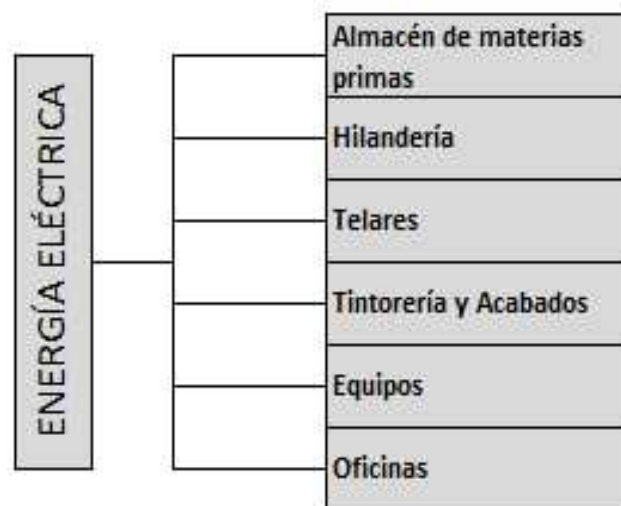 ENERGÍA ELÉCTRICA
Almacén de materias
primas
Hilandería
Telares
Tintorería y Acabados
Equipos
Oficinas